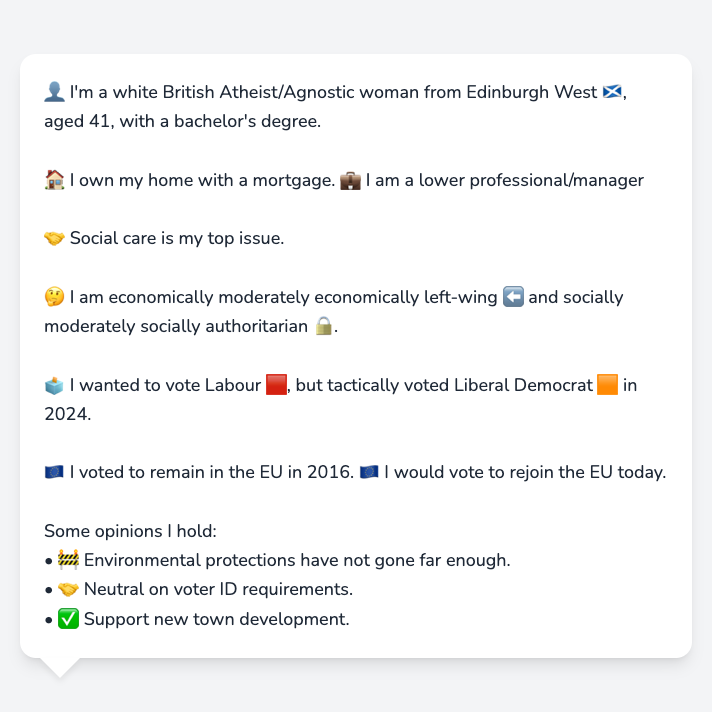 👤 I'm a white British Atheist/Agnostic woman from Edinburgh West 🏴󠁧󠁢󠁳󠁣󠁴󠁿,
aged 41, with a bachelor's degree.
🏠 I own my home with a mortgage. 💼 I am a lower professional/manager
🤝 Social care is my top issue.
🤔 I am economically moderately economically left-wing ⬅️ and socially
moderately socially authoritarian 🔒.
🗳️ I wanted to vote Labour 🟥, but tactically voted Liberal Democrat 🟧 in
2024.
🇪🇺 I voted to remain in the EU in 2016. 🇪🇺 I would vote to rejoin the EU today.
Some opinions I hold:
• 🚧 Environmental protections have not gone far enough.
• 🤝 Neutral on voter ID requirements.
• ✅ Support new town development.